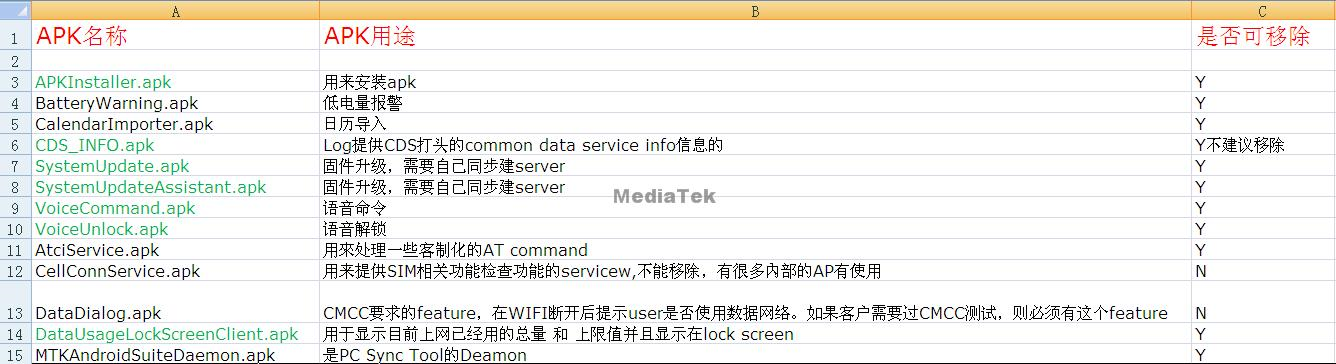 A B C
1 APK名称 APK用途 是否可移除
2
3 APKInstaller.apk 用来安装apk Y
4 BatteryWarning.apk 低电量报警 Y
5 CalendarImporter.apk 日历导入 Y
6 CDS_INFO.apk Log提供CDS打头的common data service info信息的 Y不建议移除
7 SystemUpdate.apk 固件升级，需要自己同步建server Y
8 SystemUpdateAssistant.apk 固件升级，需要自己同步建server Y
MediaTek
9 VoiceCommand.apk 语音命令 Y
10 VoiceUnlock.apk 语音解锁 Y
11 AtciService.apk 用來处理一些客制化的AT command Y
12 CellConnService.apk 用来提供SIM相关功能检查功能的servicew,不能移除，有很多内部的AP有使用 N
13 DataDialog.apk CMCC要求的feature，在WIFI断开后提示user是否使用数据网络。如果客户需要过CMCC测试，则必须有这个feature N
14 DataUsageLockScreenClient.apk 用于显示目前上网已经用的总量 和 上限值并且显示在lock screen Y
15 MTKAndroidSuiteDaemon.apk 是PC Sync Tool的Deamon Y